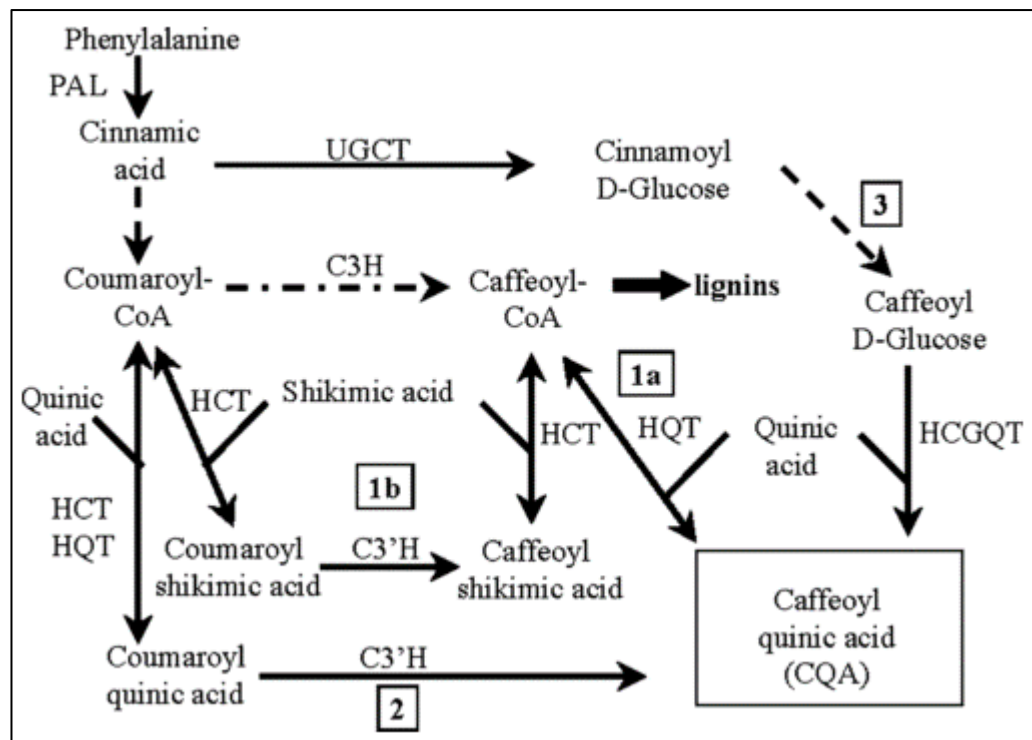 Phenylalanine
PAL
Cinnamic
acid
UGCT
Cinnamoyl
D-Glucose
3
Coumaroyl-
CoA
C3H
Caffeoyl-
CoA
lignins
Caffeoyl
D-Glucose
1a
Quinic
acid
HCT
Shikimic acid
HCT
HQT
Quinic
acid
HCGQT
1b
HCT
HQT
Coumaroyl
shikimic acid
C3'H
Caffeoyl
shikimic acid
Caffeoyl
quinic acid
(CQA)
Coumaroyl
quinic acid
C3'H
2